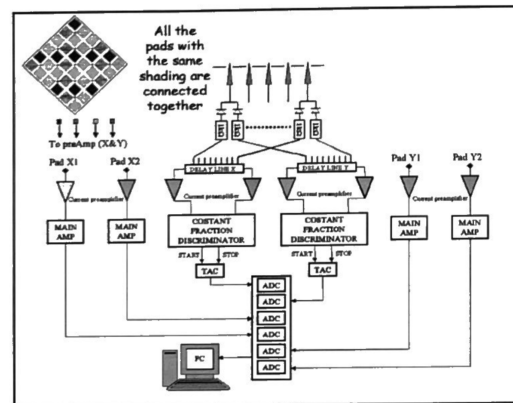 All the
pads with
the same
shading are
connected
together
To preAmp (X&Y)
Pad X1
Pad X2
Pad Y1
Pad Y2
DELAY LINE X
DELAY LINE Y
Current preamplifier
Current preamplifier
Current preamplifier
Current preamplifier
MAIN
AMP
MAIN
AMP
COSTANT
FRACTION
DISCRIMINATOR
COSTANT
FRACTION
DISCRIMINATOR
MAIN
AMP
MAIN
AMP
START
STOP
START
STOP
TAC
TAC
ADC
ADC
ADC
ADC
ADC
ADC
PC